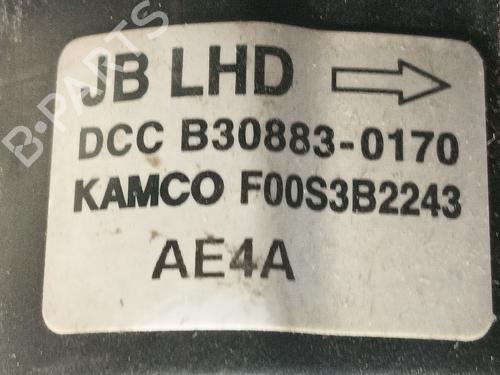 B-PARTS
JB LHD
DCC B30883-0170
KAMCO F00S3B2243
AE4A